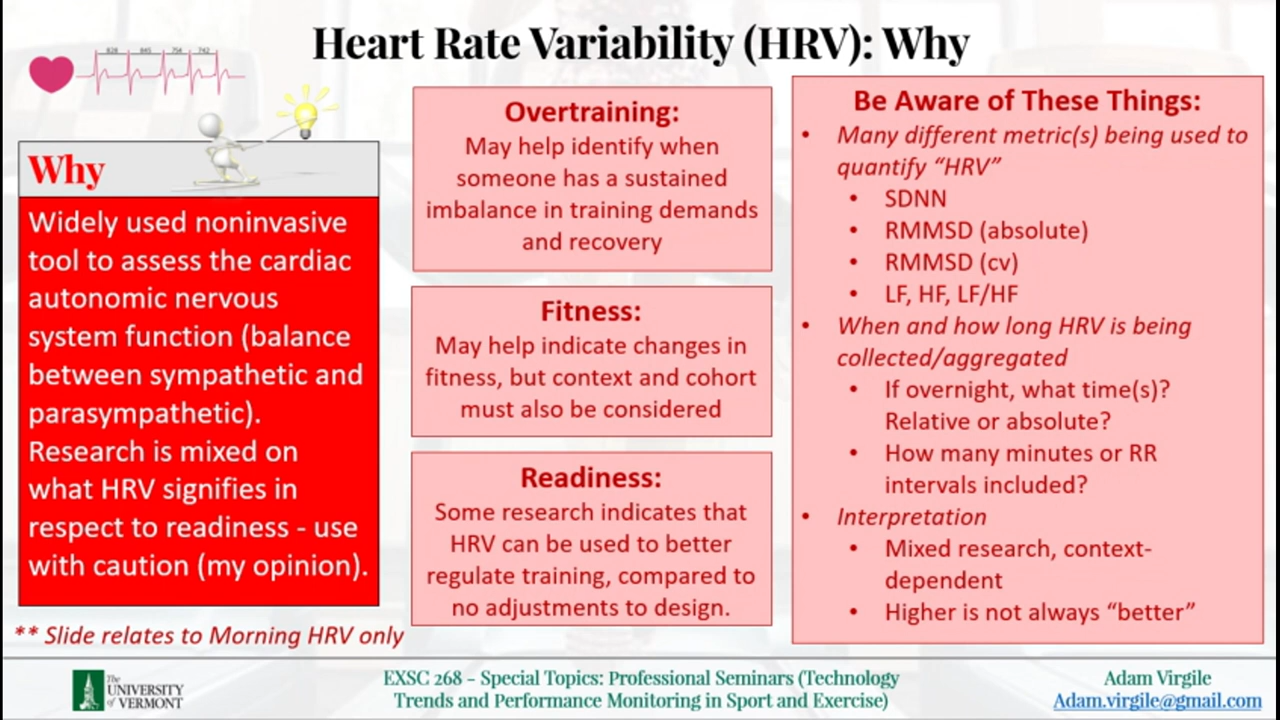 Heart Rate Variability (HRV): Why
828 845 754 742
Why
Widely used noninvasive
tool to assess the cardiac
autonomic nervous
system function (balance
between sympathetic and
parasympathetic).
Research is mixed on
what HRV signifies in
respect to readiness - use
with caution (my opinion).
** Slide relates to Morning HRV only
Overtraining:
May help identify when
someone has a sustained
imbalance in training demands
and recovery
Fitness:
May help indicate changes in
fitness, but context and cohort
must also be considered
Readiness:
Some research indicates that
HRV can be used to better
regulate training, compared to
no adjustments to design.
Be Aware of These Things:
• Many different metric(s) being used to
quantify “HRV”
• SDNN
• RMMSD (absolute)
• RMMSD (cv)
• LF, HF, LF/HF
• When and how long HRV is being
collected/aggregated
• If overnight, what time(s)?
Relative or absolute?
• How many minutes or RR
intervals included?
• Interpretation
• Mixed research, context-
dependent
• Higher is not always “better”
The
UNIVERSITY
of VERMONT
EXSC 268 – Special Topics: Professional Seminars (Technology
Trends and Performance Monitoring in Sport and Exercise)
Adam Virgile
Adam.virgile@gmail.com